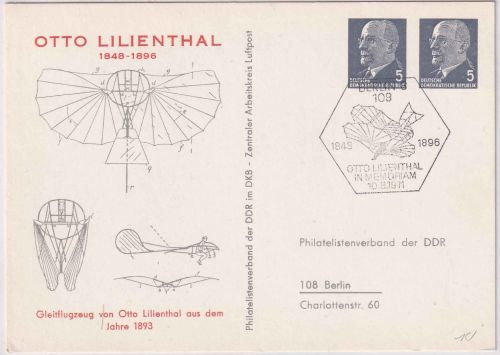 OTTO LILIENTHAL
1848-1896
Gleitflugzeug von Otto Lilienthal aus dem
Jahre 1893
Philatelistenverband der DDR im DKB - Zentraler Arbeitskreis Luftpost
5
DEUTSCHE
DEMOKRATISCHE REPUBLIK
5
DEUTSCHE
DEMOKRATISCHE REPUBLIK
BERLIN
109
1848 1896
OTTO LILIENTHAL
IN MEMORIAM
10.8.1971
Philatelistenverband der DDR
108 Berlin
Charlottenstr. 60